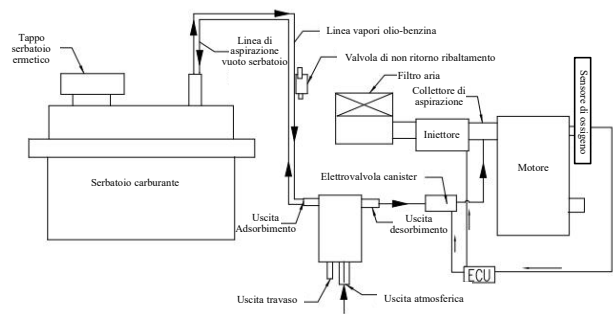 Tappo
serbatoio
ermetico
Linea di
aspirazione
vuoto serbatoio
Linea vapori olio-benzina
Valvola di non ritorno ribaltamento
Filtro aria
Collettore di
aspirazione
Sensore di ossigeno
Iniettore
Motore
Serbatoio carburante
Elettrovalvola canister
Uscita
Adsorbimento
Uscita
desorbimento
ECU
Uscita travaso
Uscita atmosferica